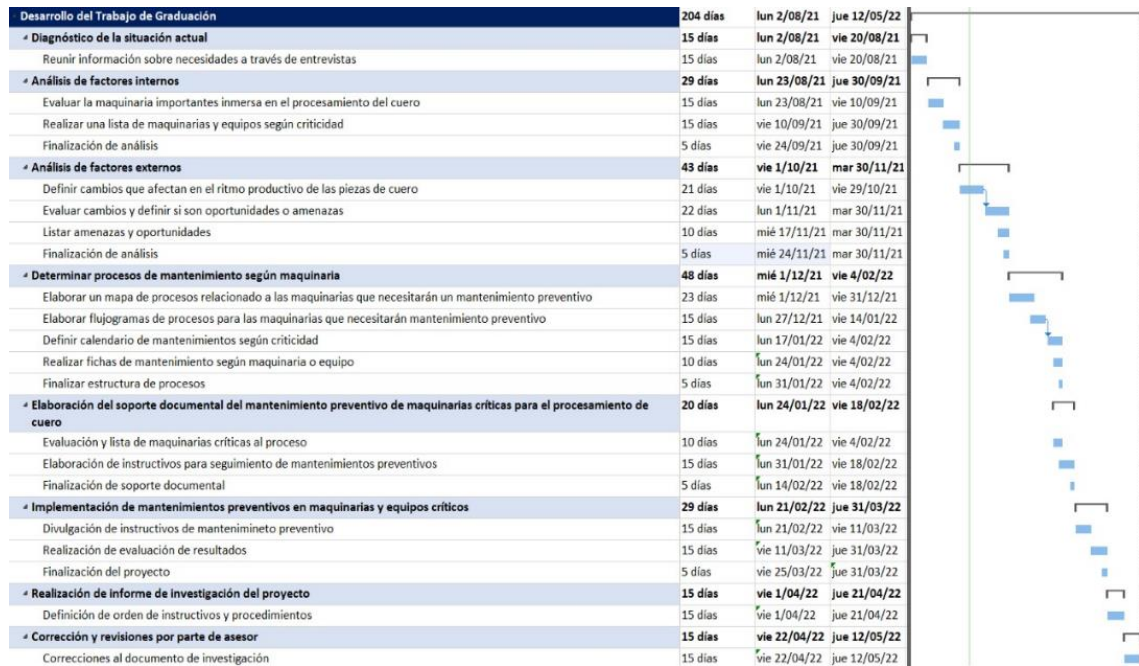 Desarrollo del Trabajo de Graduación 204 días lun 2/08/21 jue 12/05/22
Diagnóstico de la situación actual 15 días lun 2/08/21 vie 20/08/21
Reunir información sobre necesidades a través de entrevistas 15 días lun 2/08/21 vie 20/08/21
Análisis de factores internos 29 días lun 23/08/21 jue 30/09/21
Evaluar la maquinaria importantes inmersa en el procesamiento del cuero 15 días lun 23/08/21 vie 10/09/21
Realizar una lista de maquinarias y equipos según criticidad 15 días vie 10/09/21 jue 30/09/21
Finalización de análisis 5 días vie 24/09/21 jue 30/09/21
Análisis de factores externos 43 días vie 1/10/21 mar 30/11/21
Definir cambios que afectan en el ritmo productivo de las piezas de cuero 21 días vie 1/10/21 vie 29/10/21
Evaluar cambios y definir si son oportunidades o amenazas 22 días lun 1/11/21 mar 30/11/21
Listar amenazas y oportunidades 10 días mié 17/11/21 mar 30/11/21
Finalización de análisis 5 días mié 24/11/21 mar 30/11/21
Determinar procesos de mantenimiento según maquinaria 48 días mié 1/12/21 vie 4/02/22
Elaborar un mapa de procesos relacionado a las maquinarias que necesitarán un mantenimiento preventivo 23 días mié 1/12/21 vie 31/12/21
Elaborar flujogramas de procesos para las maquinarias que necesitarán mantenimiento preventivo 15 días lun 27/12/21 vie 14/01/22
Definir calendario de mantenimientos según criticidad 15 días lun 17/01/22 vie 4/02/22
Realizar fichas de mantenimiento según maquinaria o equipo 10 días lun 24/01/22 vie 4/02/22
Finalizar estructura de procesos 5 días lun 31/01/22 vie 4/02/22
Elaboración del soporte documental del mantenimiento preventivo de maquinarias críticas para el procesamiento de 20 días lun 24/01/22 vie 18/02/22
cuero
Evaluación y lista de maquinarias críticas al proceso 10 días lun 24/01/22 vie 4/02/22
Elaboración de instructivos para seguimiento de mantenimientos preventivos 15 días lun 31/01/22 vie 18/02/22
Finalización de soporte documental 5 días lun 14/02/22 vie 18/02/22
Implementación de mantenimientos preventivos en maquinarias y equipos críticos 29 días lun 21/02/22 jue 31/03/22
Divulgación de instructivos de mantenimineto preventivo 15 días lun 21/02/22 vie 11/03/22
Realización de evaluación de resultados 15 días vie 11/03/22 jue 31/03/22
Finalización del proyecto 5 días vie 25/03/22 jue 31/03/22
Realización de informe de investigación del proyecto 15 días vie 1/04/22 jue 21/04/22
Definición de orden de instructivos y procedimientos 15 días vie 1/04/22 jue 21/04/22
Corrección y revisiones por parte de asesor 15 días vie 22/04/22 jue 12/05/22
Correcciones al documento de investigación 15 días vie 22/04/22 jue 12/05/22